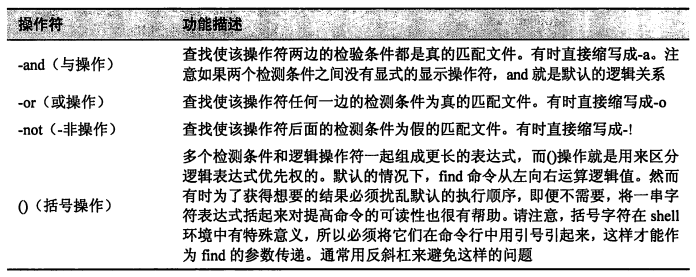 操作符 功能描述
-and（与操作） 查找使该操作符两边的检验条件都是真的匹配文件。有时直接缩写成-a。注
意如果两个检测条件之间没有显式的显示操作符，and 就是默认的逻辑关系
-or（或操作） 查找使该操作符任何一边的检测条件为真的匹配文件。有时直接缩写成-o
-not（-非操作） 查找使该操作符后面的检测条件为假的匹配文件。有时直接缩写成-!
多个检测条件和逻辑操作符一起组成更长的表达式，而()操作就是用来区分
逻辑表达式优先权的。默认的情况下，find 命令从左向右运算逻辑值。然而
有时为了获得想要的结果必须扰乱默认的执行顺序，即便不需要，将一串字
()（括号操作） 符表达式括起来对提高命令的可读性也很有帮助。请注意，括号字符在 shell
环境中有特殊意义，所以必须将它们在命令行中用引号引起来，这样才能作
为 find 的参数传递。通常用反斜杠来避免这样的问题